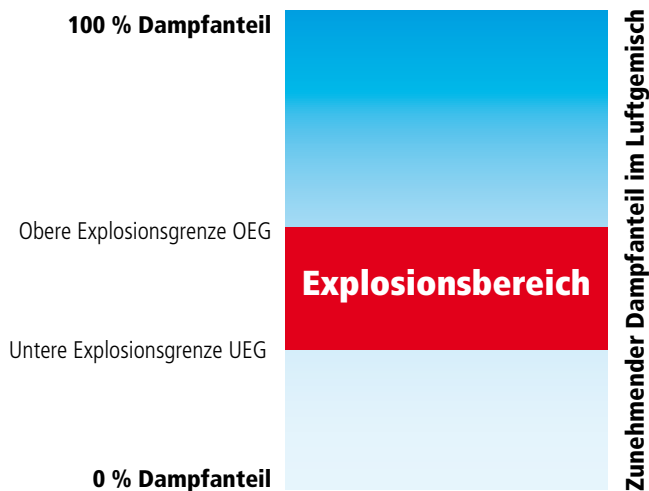 100 % Dampfanteil
Obere Explosionsgrenze OEG
Explosionsbereich
Untere Explosionsgrenze UEG
0 % Dampfanteil
Zunehmender Dampfanteil im Luftgemisch